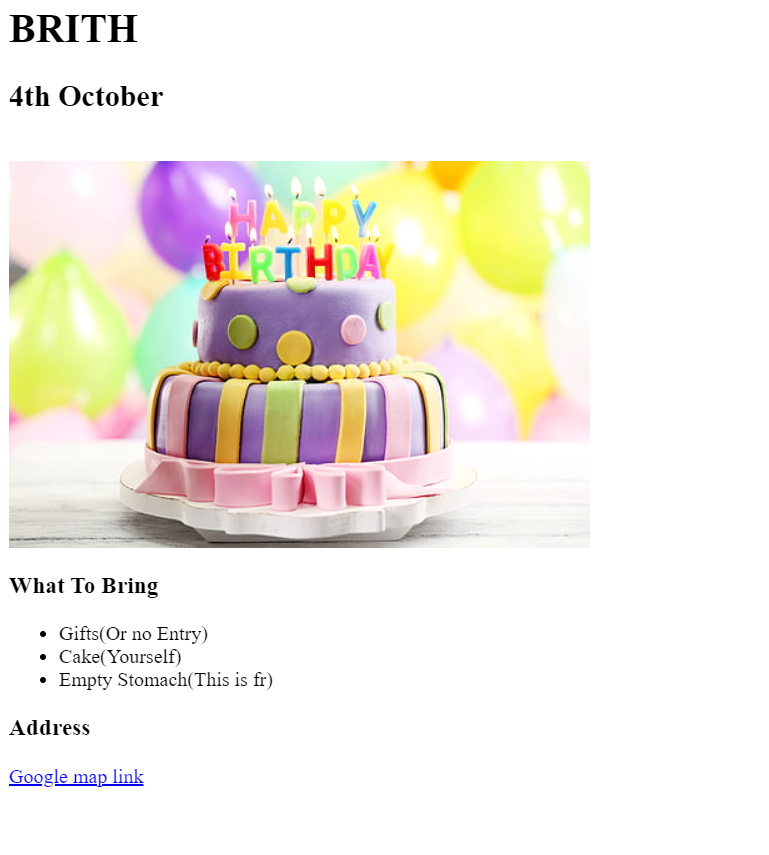 BRITH
4th October
HAPPY
BIRTHDAY
What To Bring
Gifts(Or no Entry)
Cake(Yourself)
Empty Stomach(This is fr)
Address
Google map link